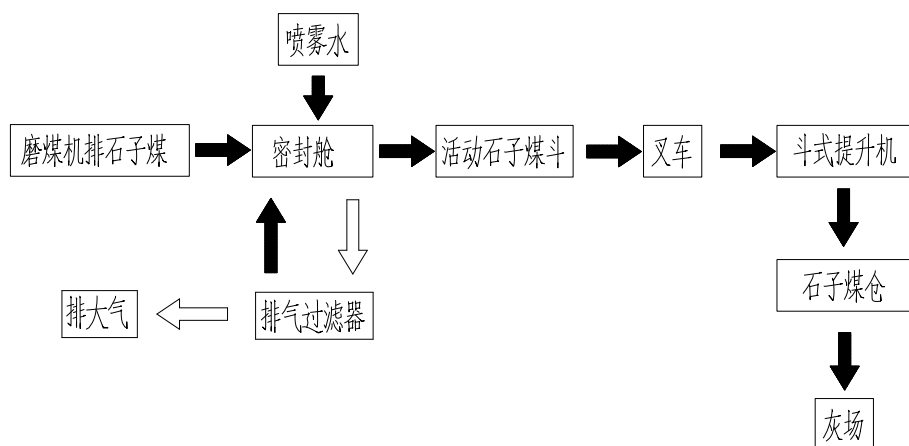 喷雾水
磨煤机排石子煤
密封舱
活动石子煤斗
叉车
斗式提升机
石子煤仓
排大气
排气过滤器
灰场